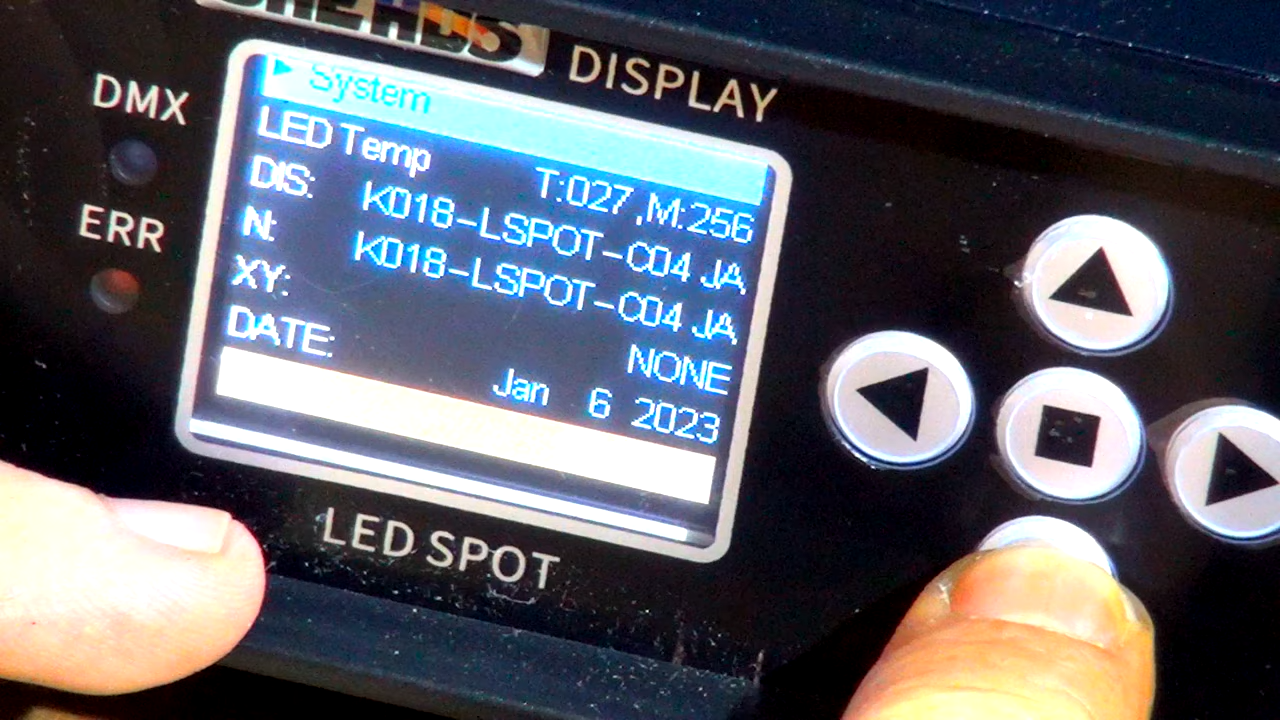 DISPLAY
DMX
ERR
System
LED Temp T:027,M:256
DIS: K018-LSPOT-C04 JA
N: K018-LSPOT-C04 JA
XY: NONE
DATE: Jan 6 2023
LED SPOT